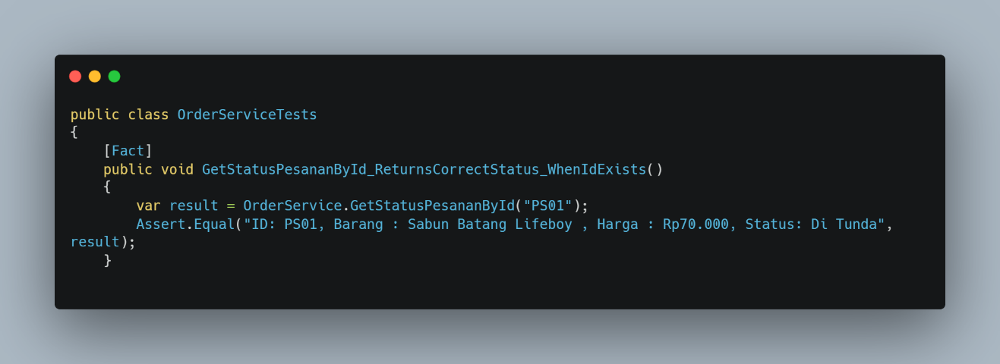 public class OrderServiceTests
{
    [Fact]
    public void GetStatusPesananById_ReturnsCorrectStatus_WhenIdExists()
    {
        var result = OrderService.GetStatusPesananById("PS01");
        Assert.Equal("ID: PS01, Barang : Sabun Batang Lifeboy , Harga : Rp70.000, Status: Di Tunda",
result);
    }